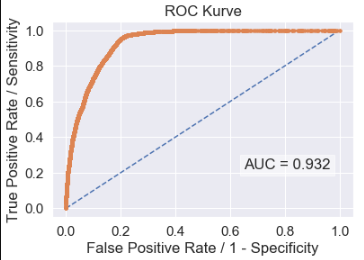 ROC Kurve
True Positive Rate / Sensitivity
1.0
0.8
0.6
0.4
0.2
0.0
AUC = 0.932
0.0 0.2 0.4 0.6 0.8 1.0
False Positive Rate / 1 - Specificity